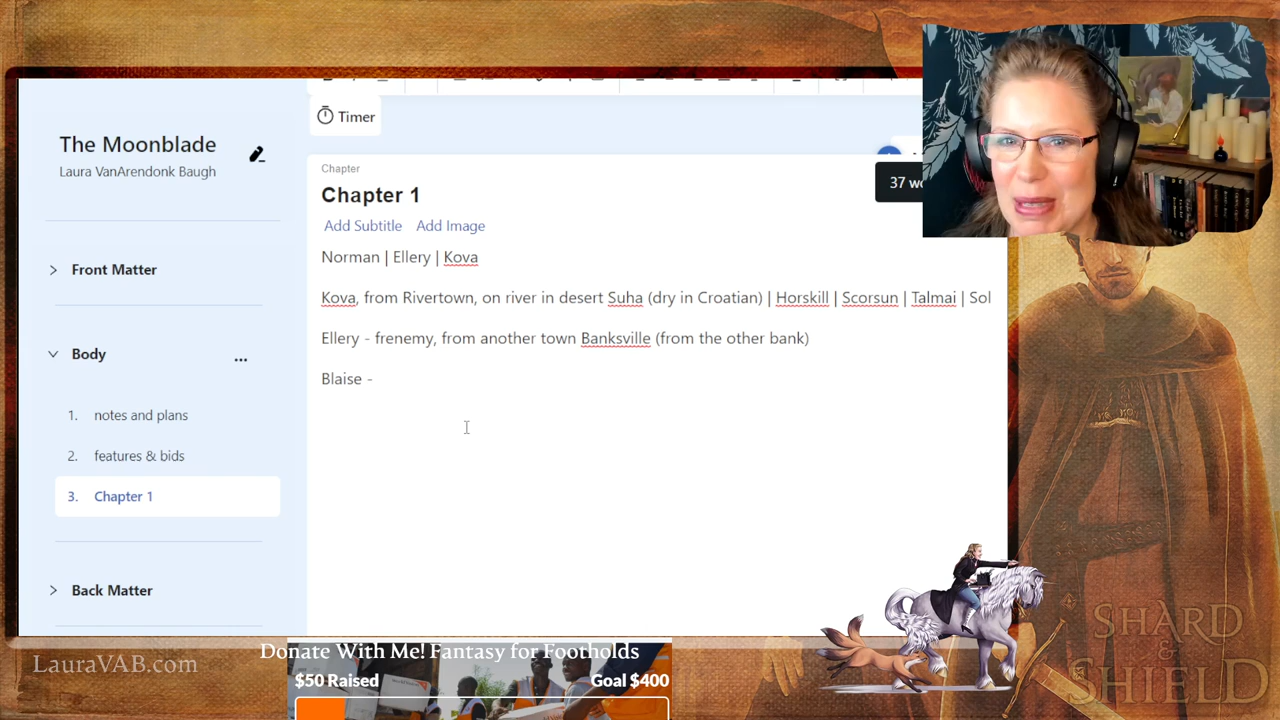 Timer
The Moonblade
Laura VanArendonk Baugh
Chapter
37
Chapter 1
Add Subtitle Add Image
Front Matter
Norman | Ellery | Kova
Kova, from Rivertown, on river in desert Suha (dry in Croatian) | Horskill | Scorsun | Talmai | Sol
Ellery - frenemy, from another town Banksville (from the other bank)
Body
...
Blaise -
1. notes and plans
2. features & bids
3. Chapter 1
Back Matter
SHARD
&
SHIELD
LauraVAB.com
Donate With Me! Fantasy for Footholds
$50 Raised
Goal $400